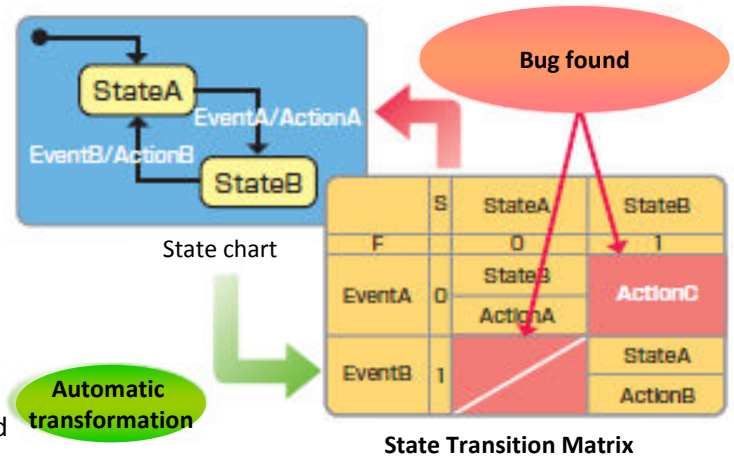 Bug found
StateA
EventA/ActionA
EventB/ActionB
StateB
State chart
S StateA StateB
F 0 1
EventA 0 StateB ActionC
ActionA
EventB 1 StateA
ActionB
Automatic
transformation
d
State Transition Matrix